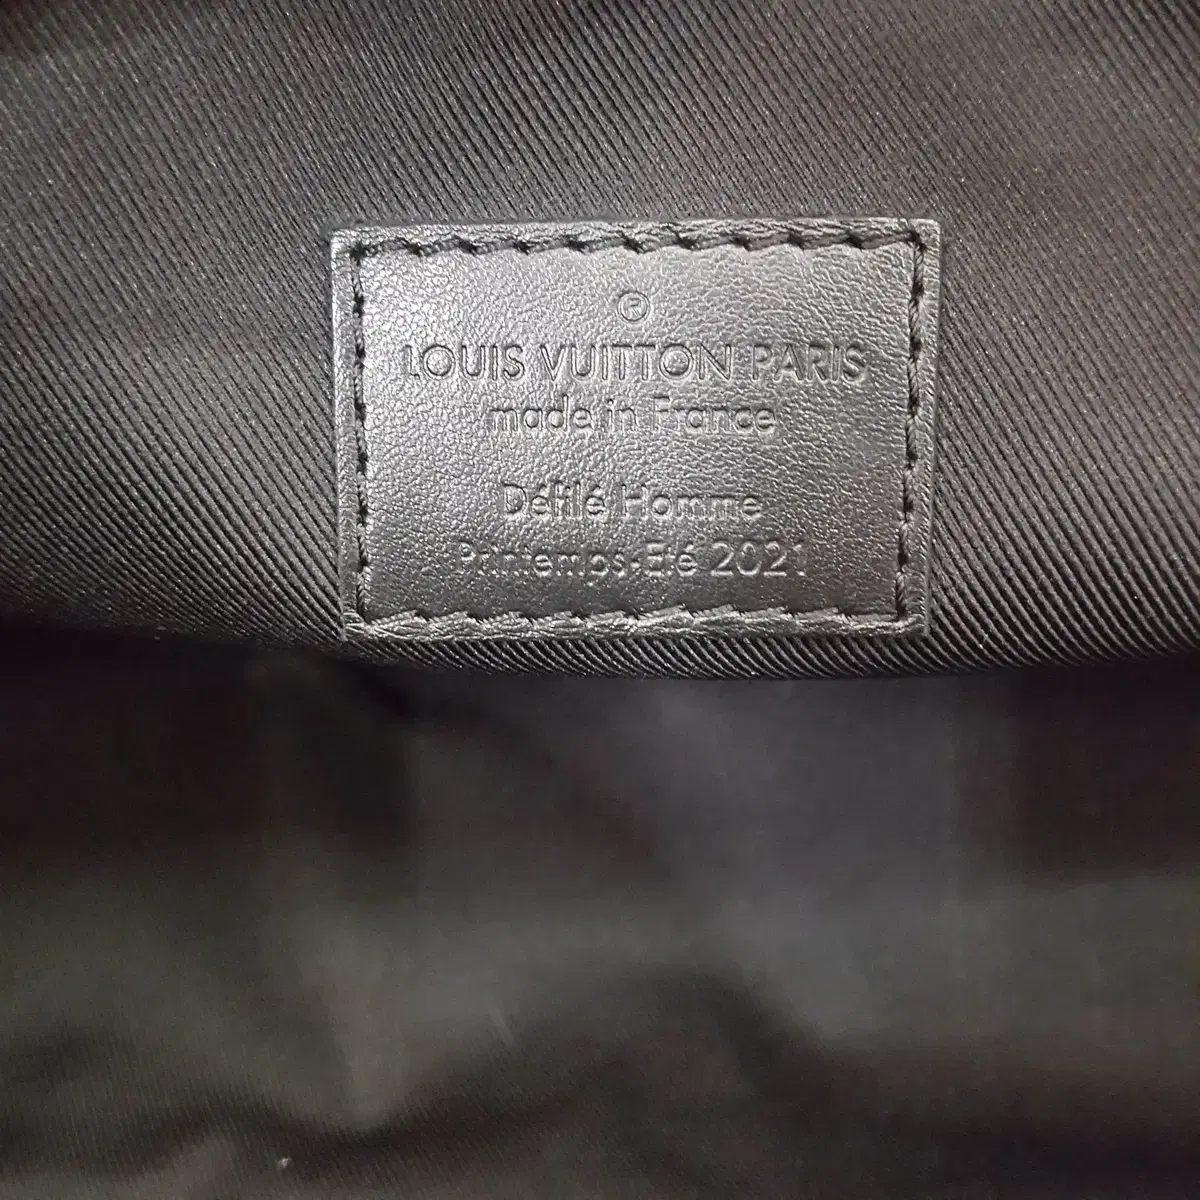 ®
LOUIS VUITTON PARIS
made in France
Défilé Homme
Printemps-Eté 2021